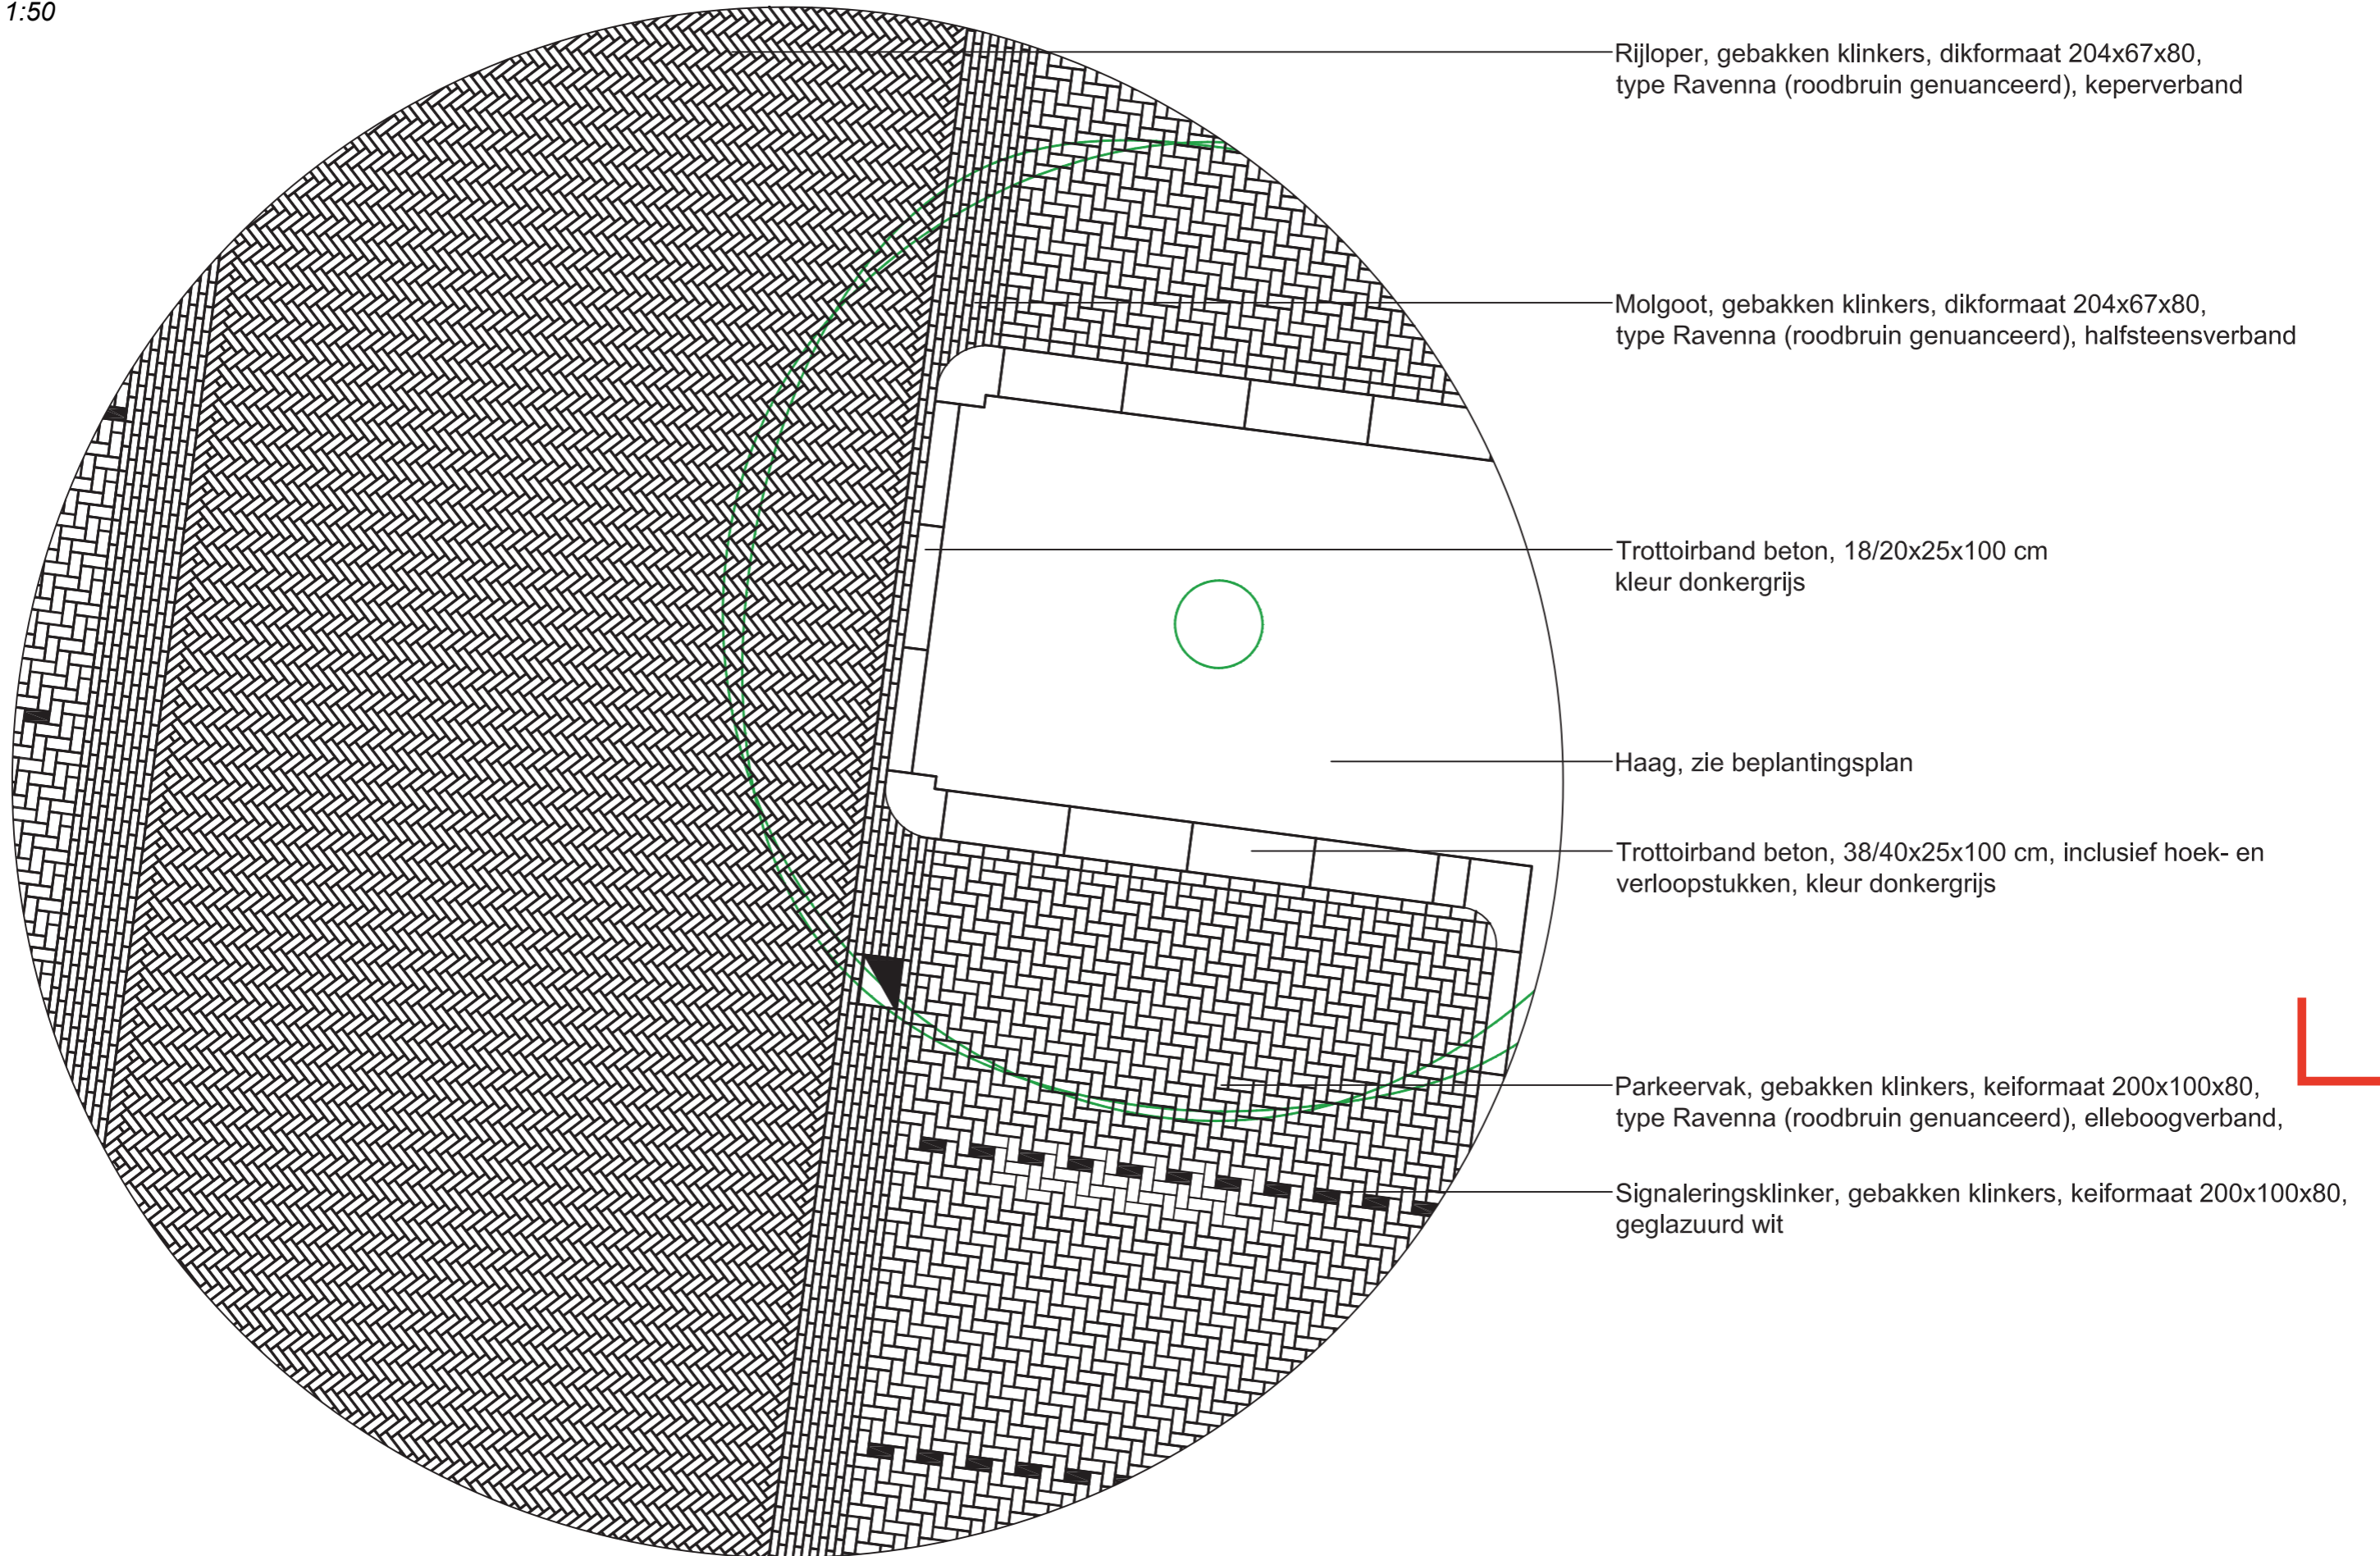 1:50
Rijloper, gebakken klinkers, dikformaat 204x67x80,
type Ravenna (roodbruin genuanceerd), keperverband
Molgoot, gebakken klinkers, dikformaat 204x67x80,
type Ravenna (roodbruin genuanceerd), halfsteensverband
Trottoirband beton, 18/20x25x100 cm
kleur donkergrijs
Haag, zie beplantingsplan
Trottoirband beton, 38/40x25x100 cm, inclusief hoek- en
verloopstukken, kleur donkergrijs
Parkeervak, gebakken klinkers, keiformaat 200x100x80,
type Ravenna (roodbruin genuanceerd), elleboogverband,
Signaleringsklinker, gebakken klinkers, keiformaat 200x100x80,
geglazuurd wit